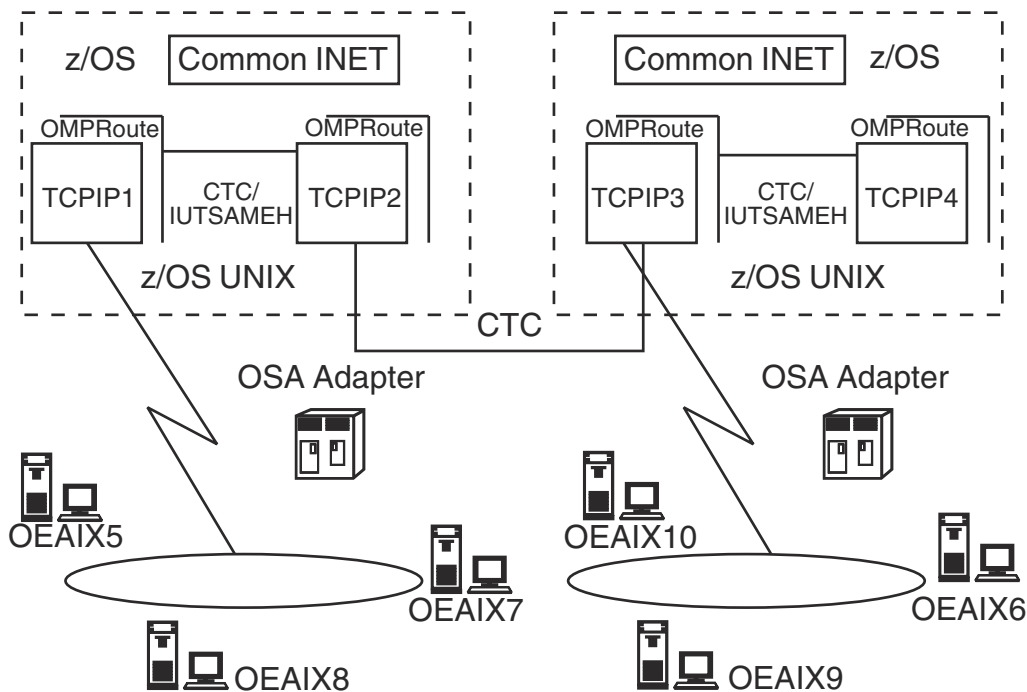 z/OS
Common INET
Common INET
z/OS
OMPRoute
OMPRoute
OMPRoute
OMPRoute
TCPIP1
CTC/
IUTSAMEH
TCPIP2
TCPIP3
CTC/
IUTSAMEH
TCPIP4
z/OS UNIX
z/OS UNIX
CTC
OSA Adapter
OSA Adapter
OEAIX5
OEAIX10
OEAIX7
OEAIX6
OEAIX8
OEAIX9